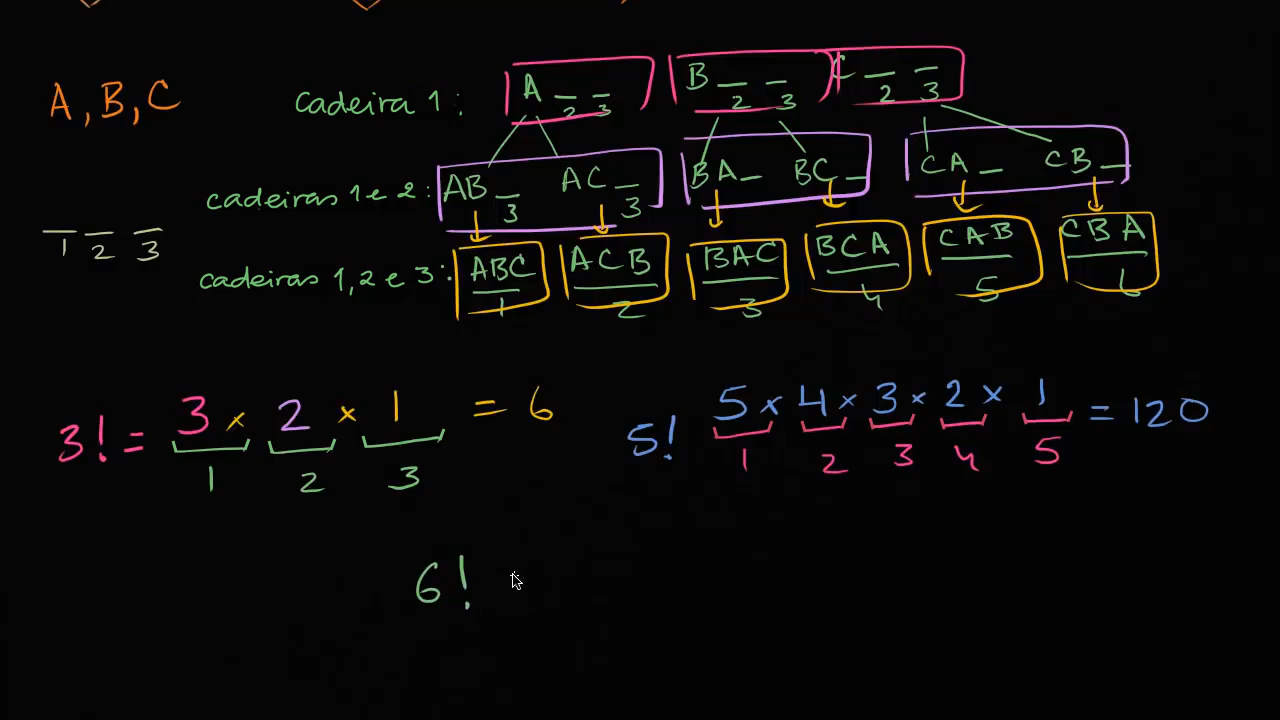 A, B, C
cadeira 1: A _ _ B _ _ C _ _
2 3 2 3 2 3
cadeiras 1 e 2: AB _ AC _ BA _ BC _ CA _ CB _
3 3
_ _ _
1 2 3
cadeiras 1, 2 e 3: ABC ACB BAC BCA CAB CBA
1 2 3 4 5 6
3! = 3 × 2 × 1 = 6
1 2 3
5! 5 × 4 × 3 × 2 × 1 = 120
1 2 3 4 5
6!